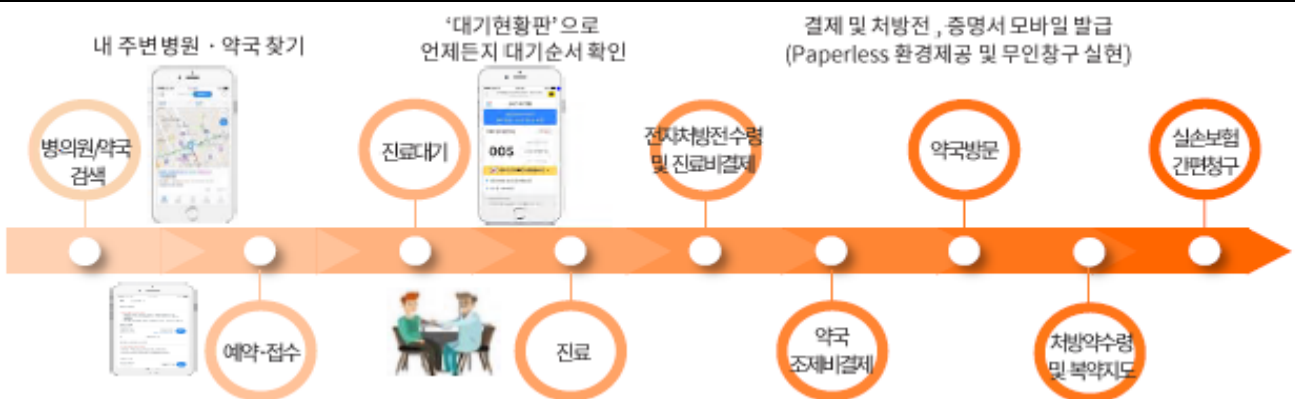 내 주변 병원 · 약국 찾기
‘대기현황판’으로
언제든지 대기순서 확인
결제 및 처방전 , 증명서 모바일 발급
(Paperless 환경제공 및 무인창구 실현)
병의원/약국
검색
진료대기
005
전자처방전수령
및 진료비결제
약국방문
실손보험
간편청구
예약·접수
진료
약국
조제비결제
처방약수령
및 복약지도